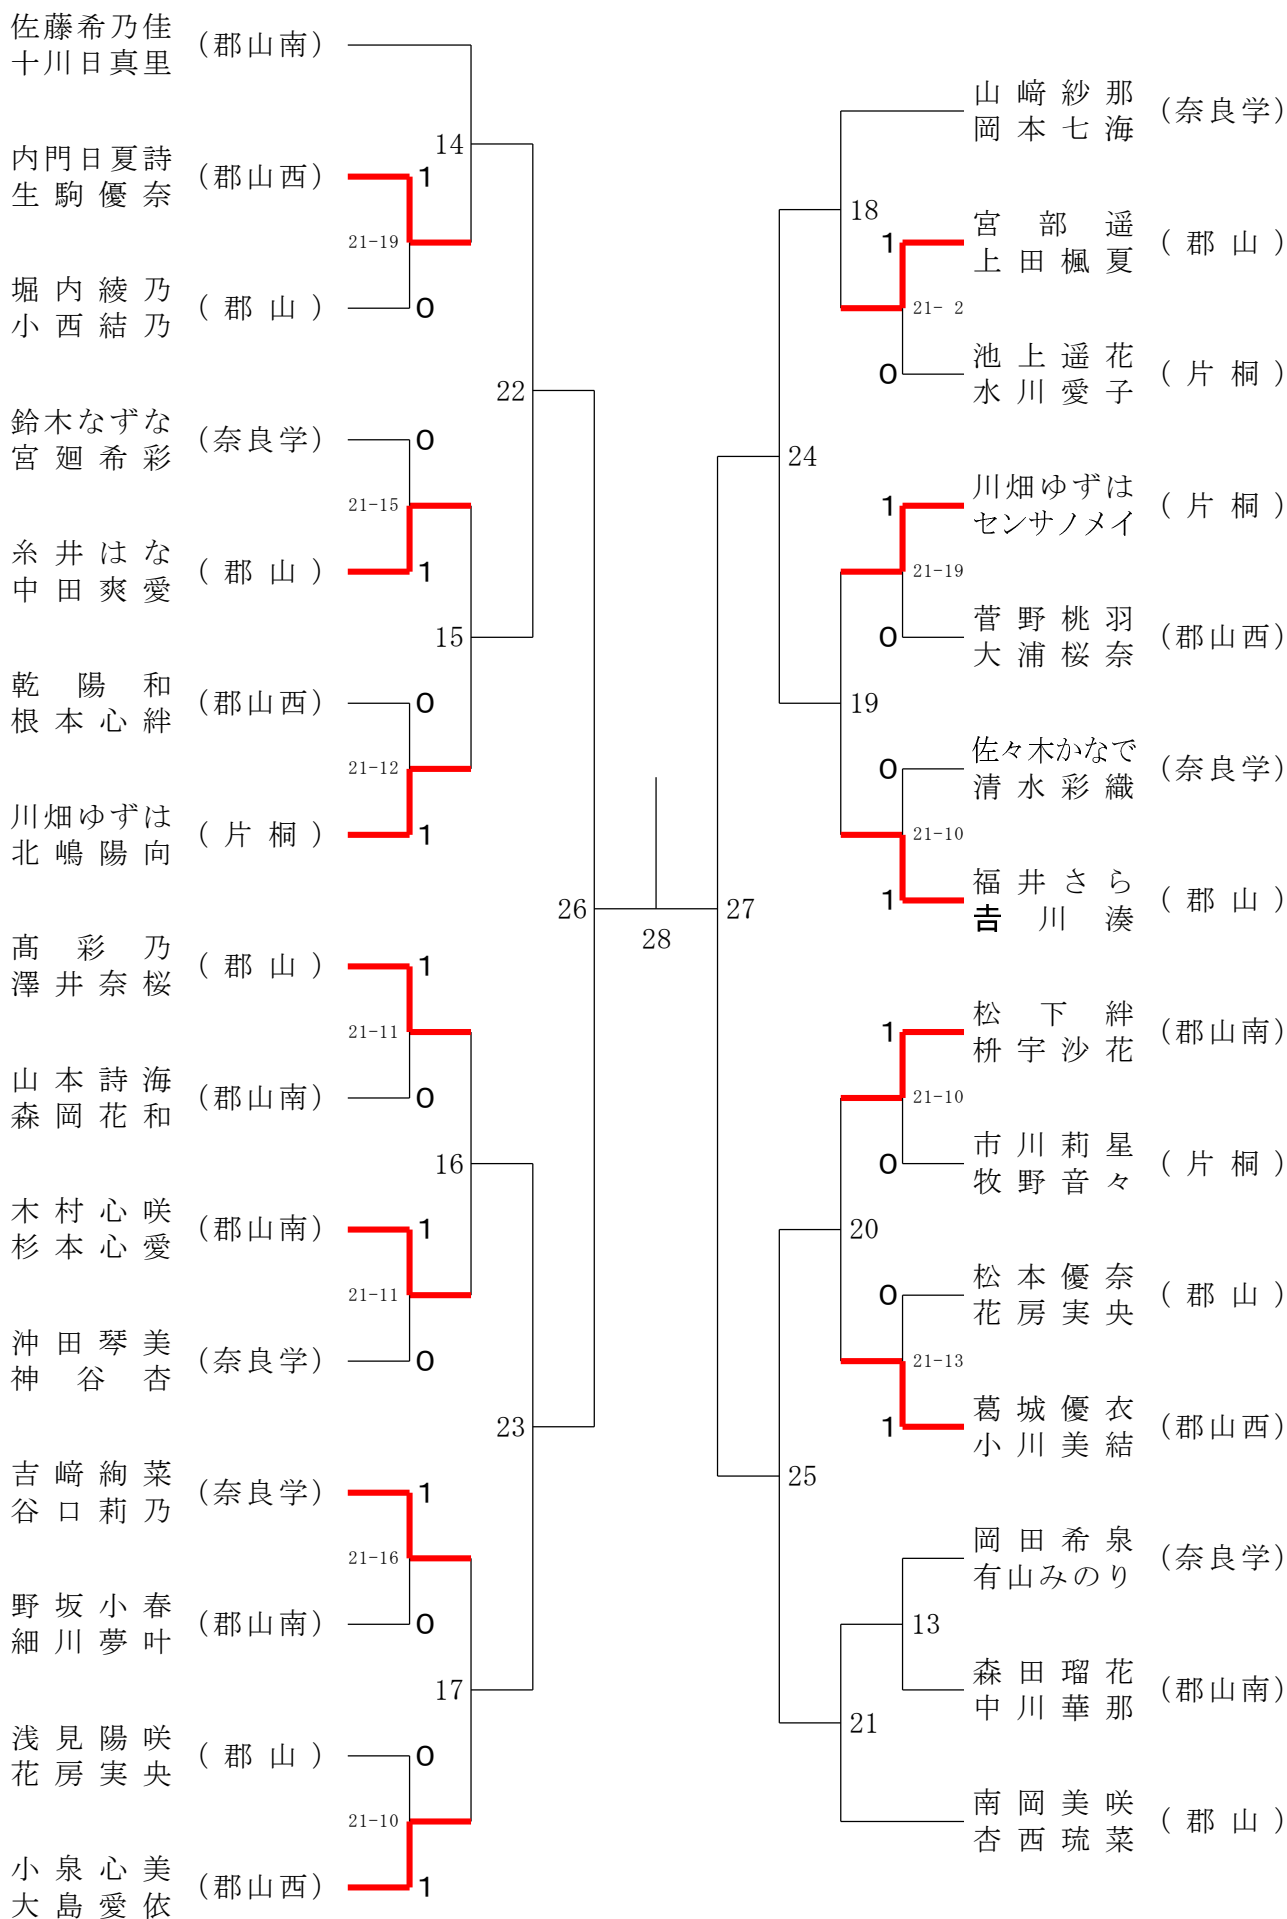 佐藤希乃佳
十川日真里
(郡山南)
14
内門日夏詩
生駒優奈
(郡山西)
1
21-19
堀内綾乃
小西結乃
(郡山)
0
22
鈴木なずな
宮廻希彩
(奈良学)
0
21-15
糸井はな
中田爽愛
(郡山)
1
15
乾陽和
根本心絆
(郡山西)
0
21-12
川畑ゆずは
北嶋陽向
(片桐)
1
26
髙彩乃
澤井奈桜
(郡山)
1
21-11
山本詩海
森岡花和
(郡山南)
0
16
木村心咲
杉本心愛
(郡山南)
1
21-11
沖田琴美
神谷杏
(奈良学)
0
23
吉﨑絢菜
谷口莉乃
(奈良学)
1
21-16
野坂小春
細川夢叶
(郡山南)
0
17
浅見陽咲
花房実央
(郡山)
0
21-10
小泉心美
大島愛依
(郡山西)
1
28
山﨑紗那
岡本七海
(奈良学)
18
宮部遥
上田楓夏
(郡山)
1
21- 2
池上遥花
水川愛子
(片桐)
0
24
川畑ゆずは
センサノメイ
(片桐)
1
21-19
菅野桃羽
大浦桜奈
(郡山西)
0
19
佐々木かなで
清水彩織
(奈良学)
0
21-10
福井さら
𠮷川湊
(郡山)
1
27
松下絆
枡宇沙花
(郡山南)
1
21-10
市川莉星
牧野音々
(片桐)
0
20
松本優奈
花房実央
(郡山)
0
21-13
葛城優衣
小川美結
(郡山西)
1
25
岡田希泉
有山みのり
(奈良学)
13
森田瑠花
中川華那
(郡山南)
21
南岡美咲
杏西琉菜
(郡山)